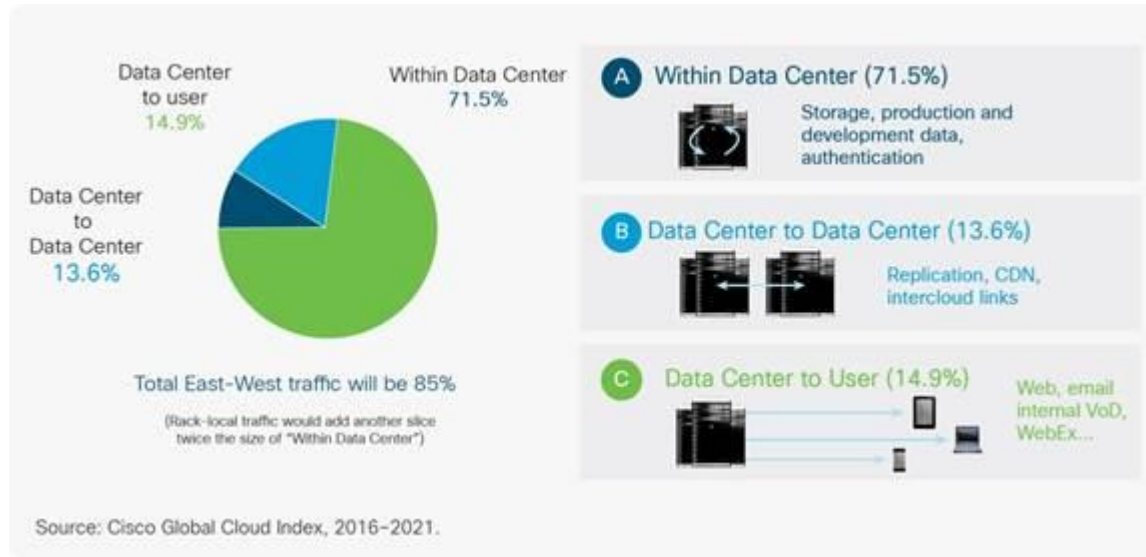 Data Center
to user
14.9%
Within Data Center
71.5%
Data Center
to
Data Center
13.6%
Total East-West traffic will be 85%
(Rack-local traffic would add another slice
twice the size of "Within Data Center")
A Within Data Center (71.5%)
Storage, production and
development data,
authentication
B Data Center to Data Center (13.6%)
Replication, CDN,
intercloud links
C Data Center to User (14.9%)
Web, email
internal VoD,
WebEx...
Source: Cisco Global Cloud Index, 2016–2021.